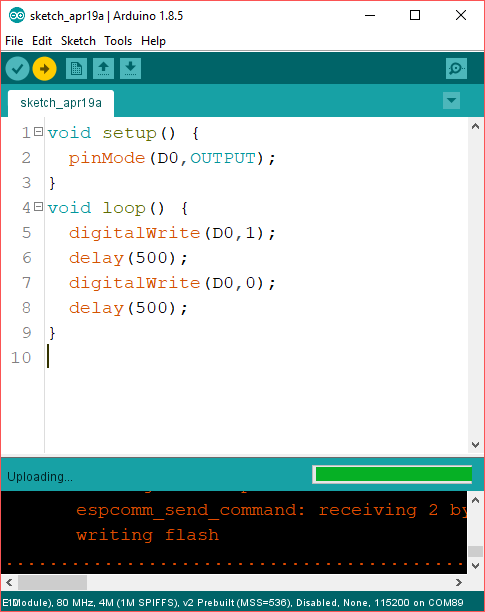 sketch_apr19a | Arduino 1.8.5
File Edit Sketch Tools Help
sketch_apr19a
1 void setup() {
2 pinMode(D0,OUTPUT);
3 }
4 void loop() {
5 digitalWrite(D0,1);
6 delay(500);
7 digitalWrite(D0,0);
8 delay(500);
9 }
10
Uploading...
espcomm_send_command: receiving 2 by
writing flash
..........................................
Module), 80 MHz, 4M (1M SPIFFS), v2 Prebuilt (MSS=536), Disabled, None, 115200 on COM89